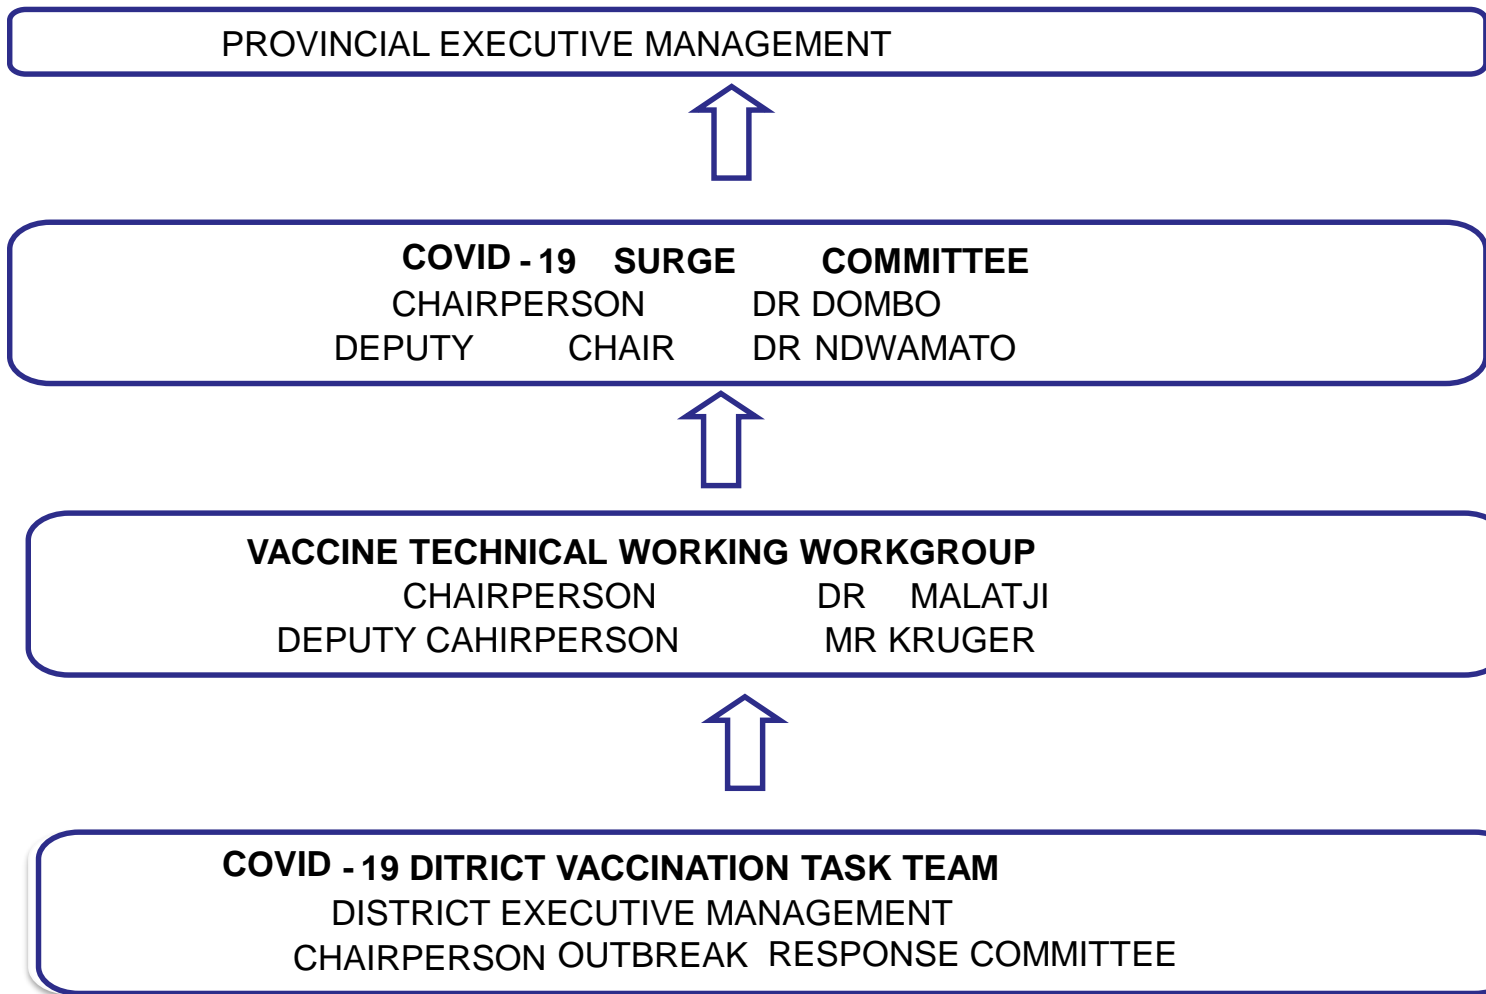 PROVINCIAL EXECUTIVE MANAGEMENT
COVID - 19 SURGE COMMITTEE
CHAIRPERSON DR DOMBO
DEPUTY CHAIR DR NDWAMATO
VACCINE TECHNICAL WORKING WORKGROUP
CHAIRPERSON DR MALATJI
DEPUTY CAHIRPERSON MR KRUGER
COVID - 19 DITRICT VACCINATION TASK TEAM
DISTRICT EXECUTIVE MANAGEMENT
CHAIRPERSON OUTBREAK RESPONSE COMMITTEE